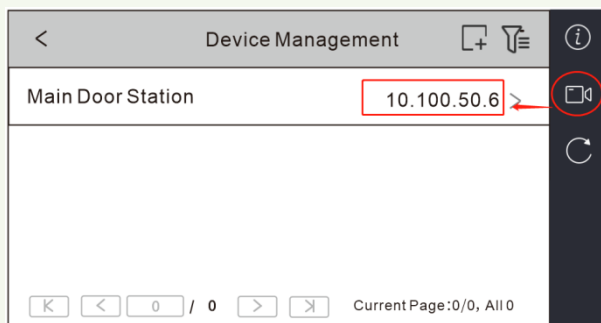 Device Management
Main Door Station 10.100.50.6
0 / 0 Current Page:0/0, All 0